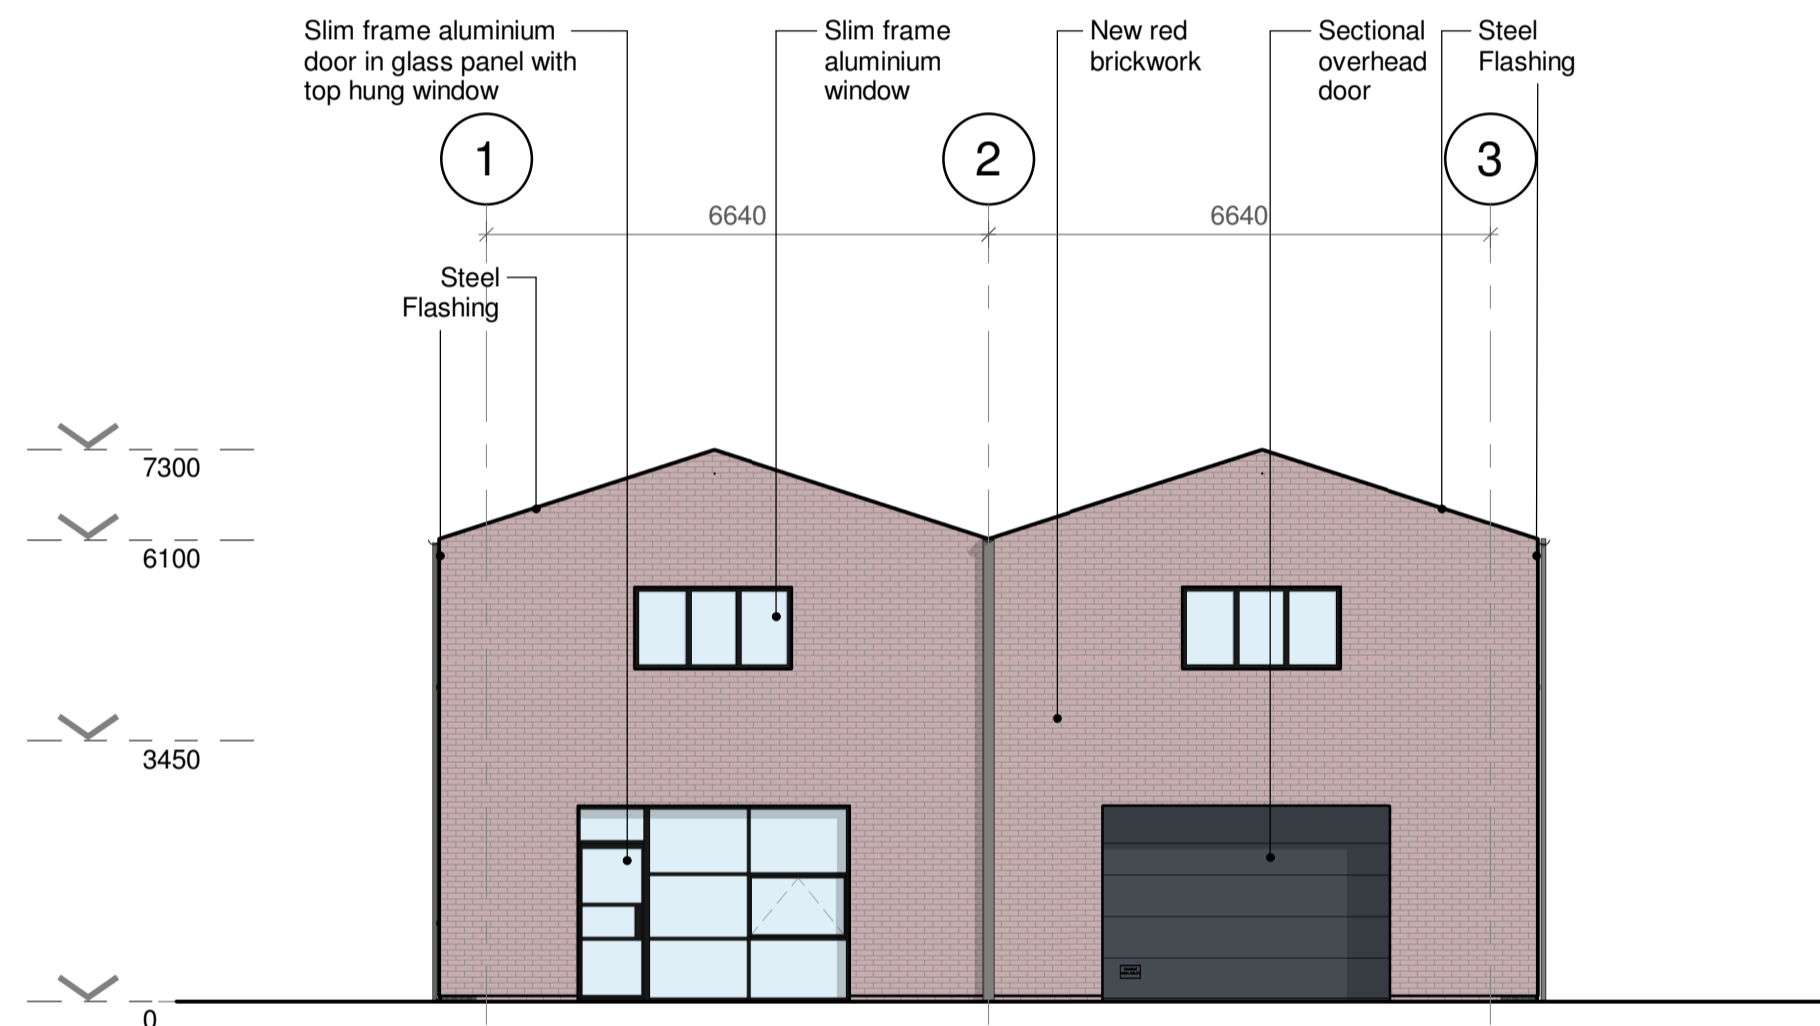 Slim frame aluminium
door in glass panel with
top hung window
Slim frame
aluminium
window
New red
brickwork
Sectional
overhead
door
Steel
Flashing
1
2
3
6640
6640
Steel
Flashing
7300
6100
3450
0